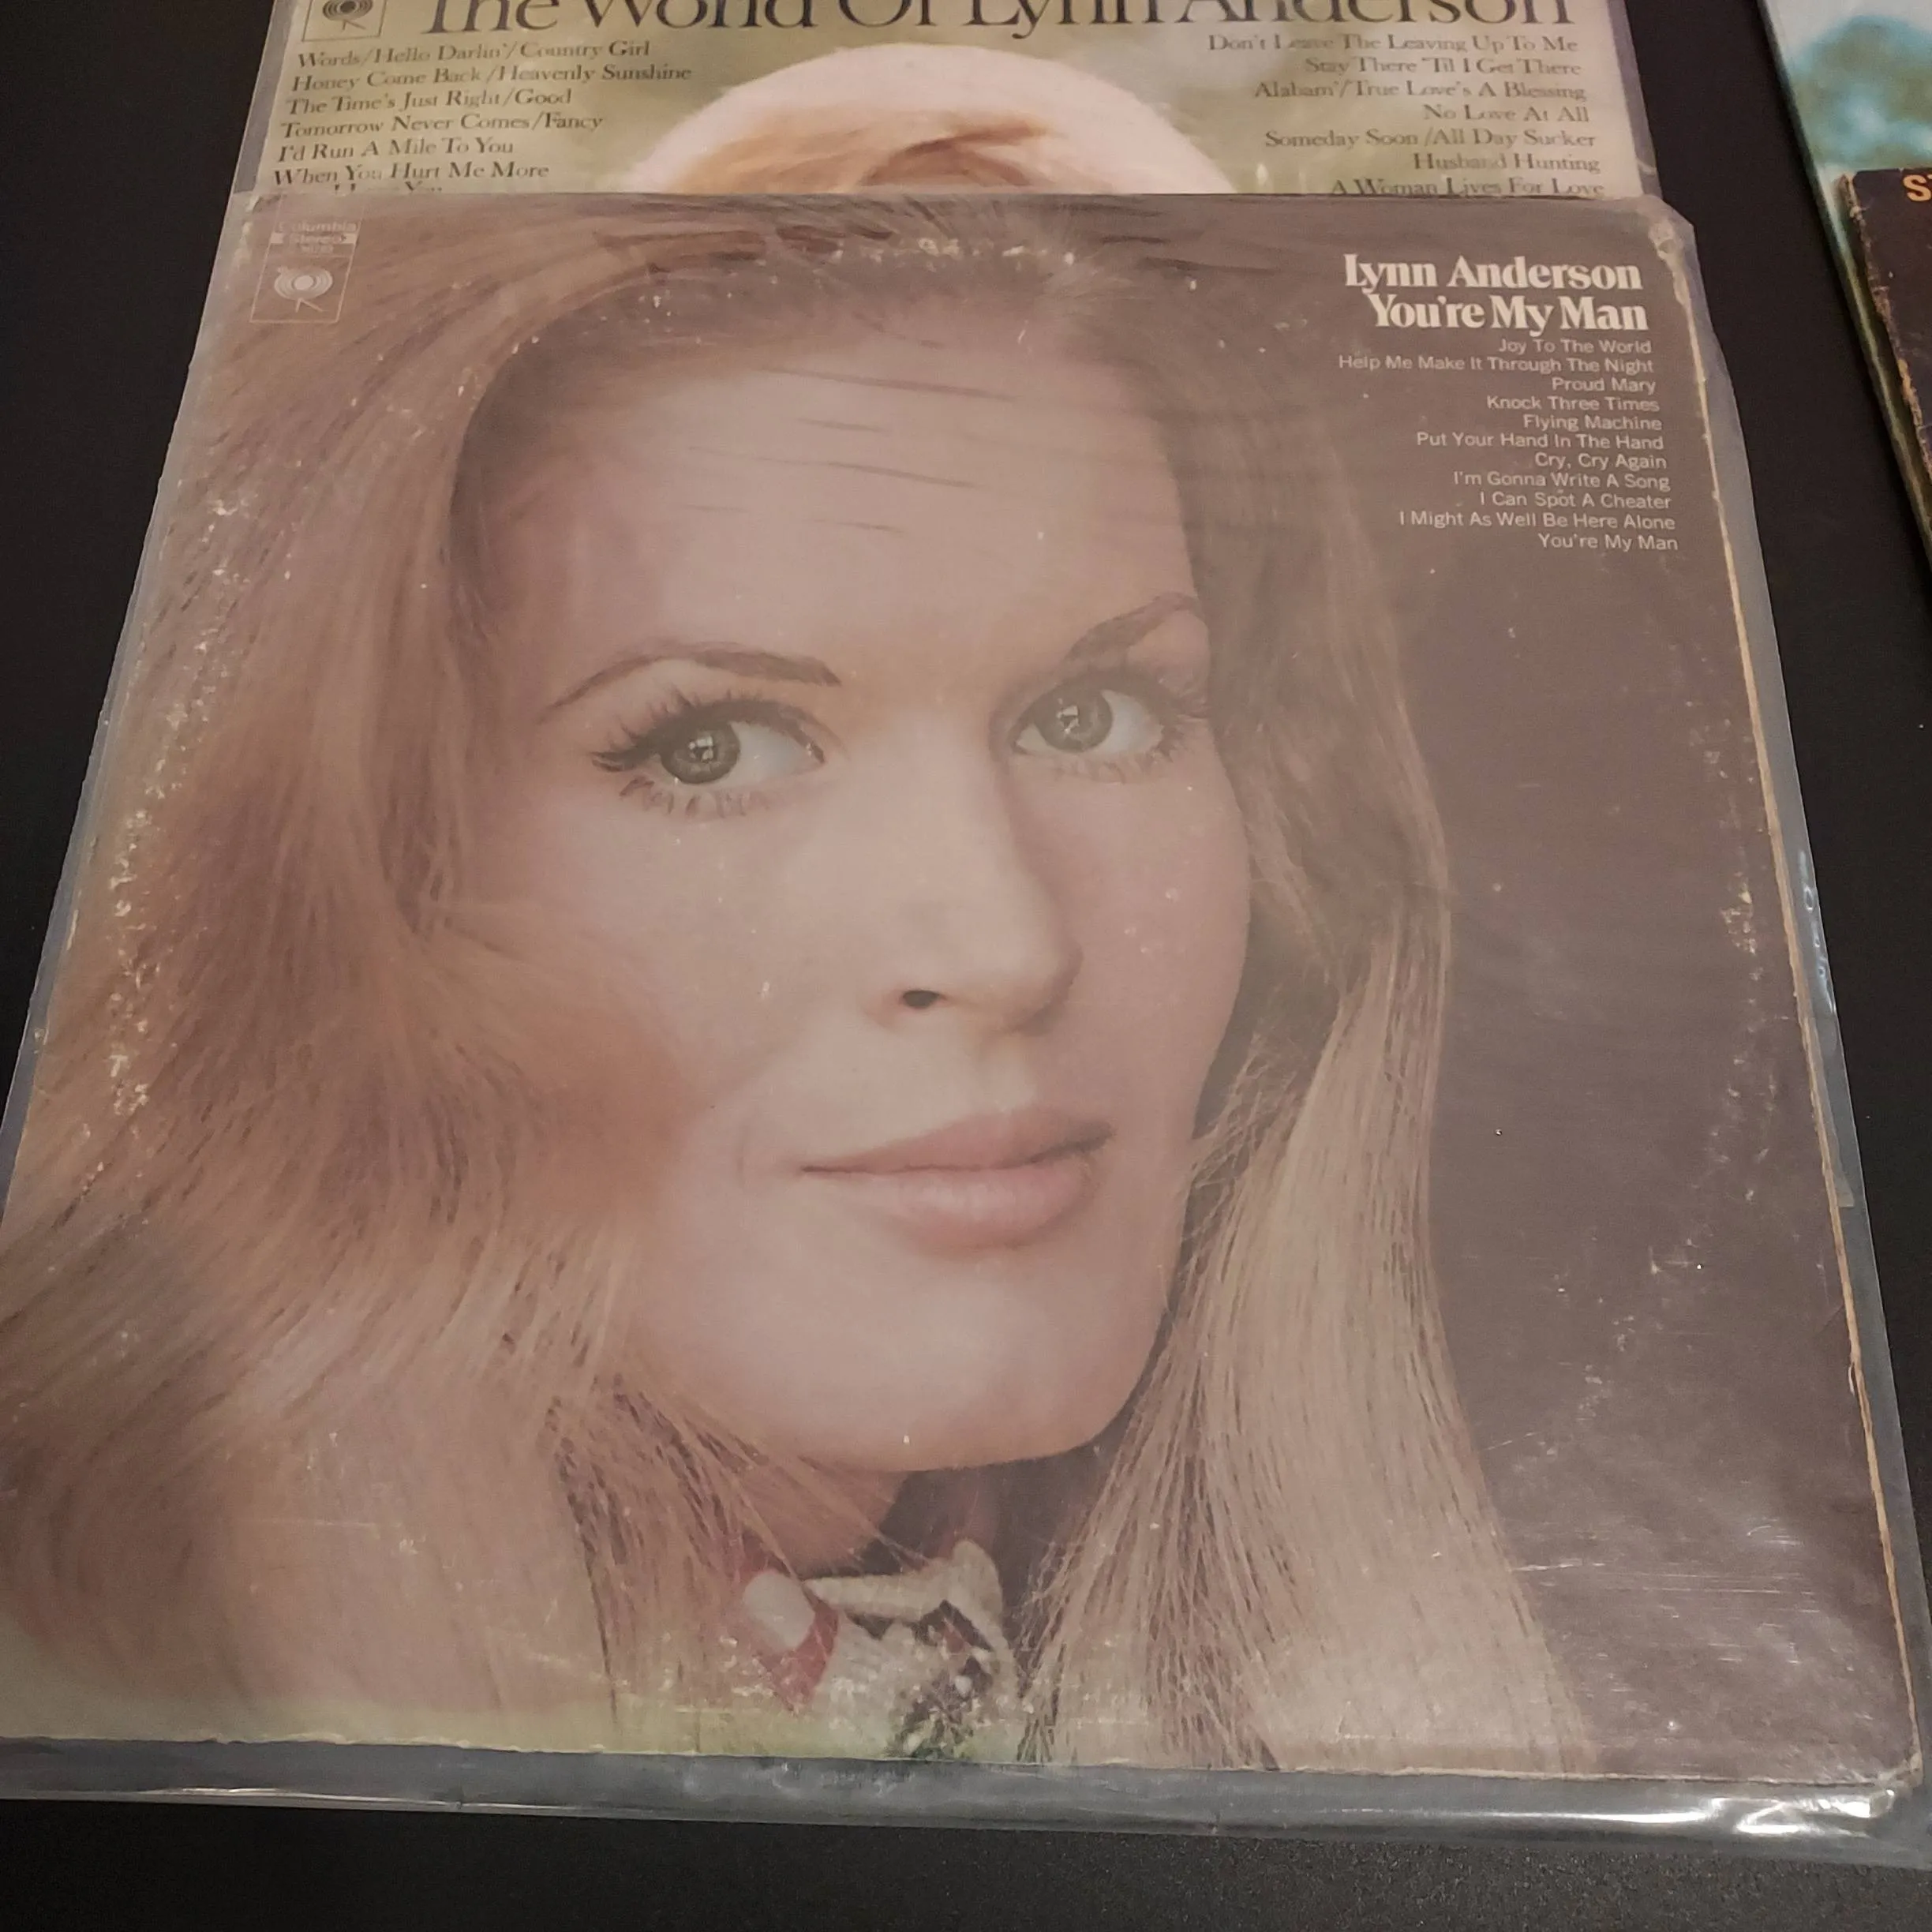 The World Of Lynn Anderson
Words/Hello Darlin'/Country Girl
Honey Come Back/Heavenly Sunshine
The Time's Just Right/Good
Tomorrow Never Comes/Fancy
I'd Run A Mile To You
When You Hurt Me More
You
Don't Leave The Leaving Up To Me
Stay There 'Til I Get There
Alabam'/True Love's A Blessing
No Love At All
Someday Soon/All Day Sucker
Husband Hunting
A Woman Lives For Love
Columbia
Stereo
Lynn Anderson
You're My Man
Joy To The World
Help Me Make It Through The Night
Proud Mary
Knock Three Times
Flying Machine
Put Your Hand In The Hand
Cry, Cry Again
I'm Gonna Write A Song
I Can Spot A Cheater
I Might As Well Be Here Alone
You're My Man